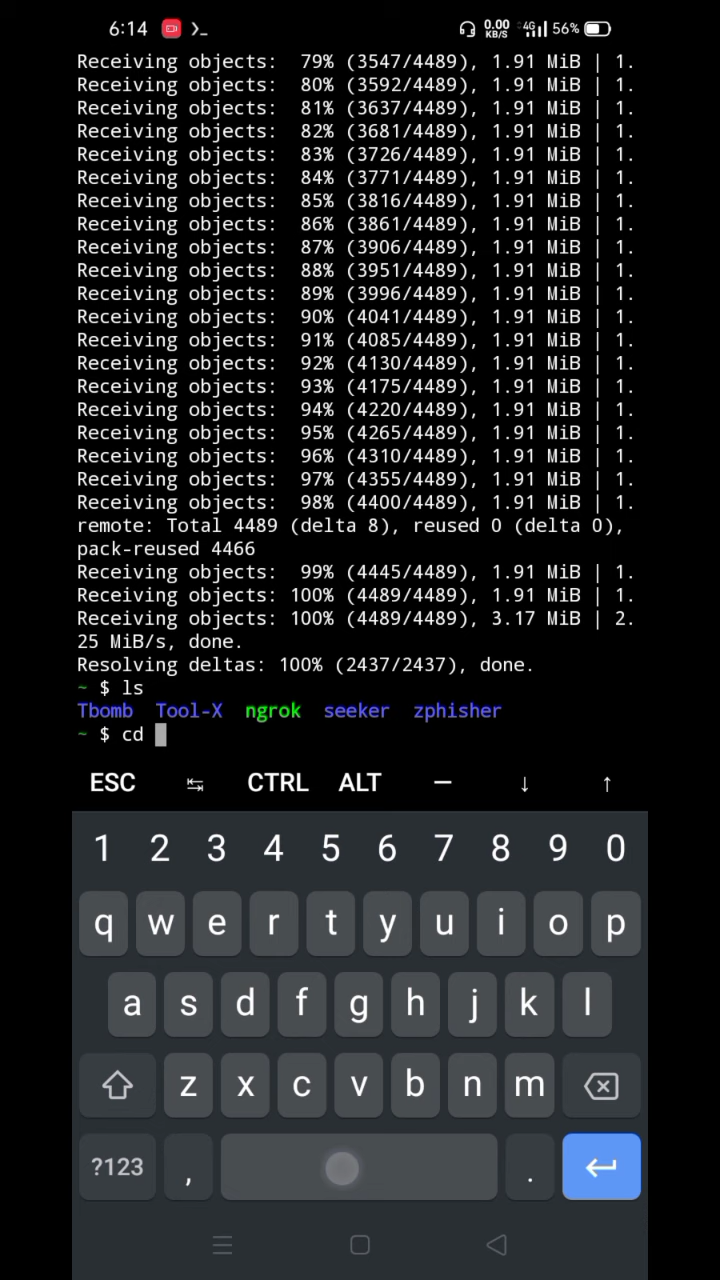 6:14 >_ 0.00 KB/S 4G 56%
Receiving objects:  79% (3547/4489), 1.91 MiB | 1.
Receiving objects:  80% (3592/4489), 1.91 MiB | 1.
Receiving objects:  81% (3637/4489), 1.91 MiB | 1.
Receiving objects:  82% (3681/4489), 1.91 MiB | 1.
Receiving objects:  83% (3726/4489), 1.91 MiB | 1.
Receiving objects:  84% (3771/4489), 1.91 MiB | 1.
Receiving objects:  85% (3816/4489), 1.91 MiB | 1.
Receiving objects:  86% (3861/4489), 1.91 MiB | 1.
Receiving objects:  87% (3906/4489), 1.91 MiB | 1.
Receiving objects:  88% (3951/4489), 1.91 MiB | 1.
Receiving objects:  89% (3996/4489), 1.91 MiB | 1.
Receiving objects:  90% (4041/4489), 1.91 MiB | 1.
Receiving objects:  91% (4085/4489), 1.91 MiB | 1.
Receiving objects:  92% (4130/4489), 1.91 MiB | 1.
Receiving objects:  93% (4175/4489), 1.91 MiB | 1.
Receiving objects:  94% (4220/4489), 1.91 MiB | 1.
Receiving objects:  95% (4265/4489), 1.91 MiB | 1.
Receiving objects:  96% (4310/4489), 1.91 MiB | 1.
Receiving objects:  97% (4355/4489), 1.91 MiB | 1.
Receiving objects:  98% (4400/4489), 1.91 MiB | 1.
remote: Total 4489 (delta 8), reused 0 (delta 0),
pack-reused 4466
Receiving objects:  99% (4445/4489), 1.91 MiB | 1.
Receiving objects: 100% (4489/4489), 1.91 MiB | 1.
Receiving objects: 100% (4489/4489), 3.17 MiB | 2.
25 MiB/s, done.
Resolving deltas: 100% (2437/2437), done.
~ $ ls
Tbomb  Tool-X  ngrok  seeker  zphisher
~ $ cd
ESC ↹ CTRL ALT — ↓ ↑
1 2 3 4 5 6 7 8 9 0
q w e r t y u i o p
a s d f g h j k l
z x c v b n m
?123 , .